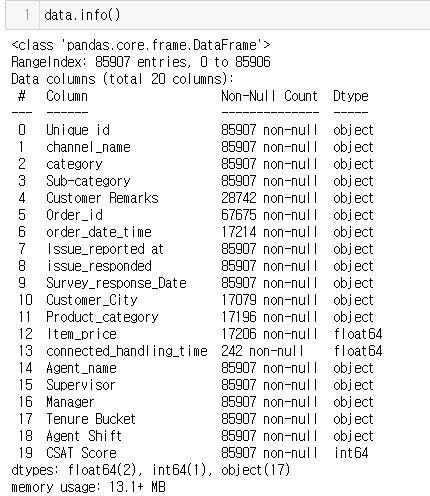 1 data.info()
<class 'pandas.core.frame.DataFrame'>
RangeIndex: 85907 entries, 0 to 85906
Data columns (total 20 columns):
 #   Column                   Non-Null Count  Dtype
---  ------                   --------------  -----
 0   Unique id                85907 non-null  object
 1   channel_name             85907 non-null  object
 2   category                 85907 non-null  object
 3   Sub-category             85907 non-null  object
 4   Customer Remarks         28742 non-null  object
 5   Order_id                 67675 non-null  object
 6   order_date_time          17214 non-null  object
 7   Issue_reported at        85907 non-null  object
 8   issue_responded          85907 non-null  object
 9   Survey_response_Date     85907 non-null  object
 10  Customer_City            17079 non-null  object
 11  Product_category         17196 non-null  object
 12  Item_price               17206 non-null  float64
 13  connected_handling_time  242 non-null    float64
 14  Agent_name               85907 non-null  object
 15  Supervisor               85907 non-null  object
 16  Manager                  85907 non-null  object
 17  Tenure Bucket            85907 non-null  object
 18  Agent Shift              85907 non-null  object
 19  CSAT Score               85907 non-null  int64
dtypes: float64(2), int64(1), object(17)
memory usage: 13.1+ MB